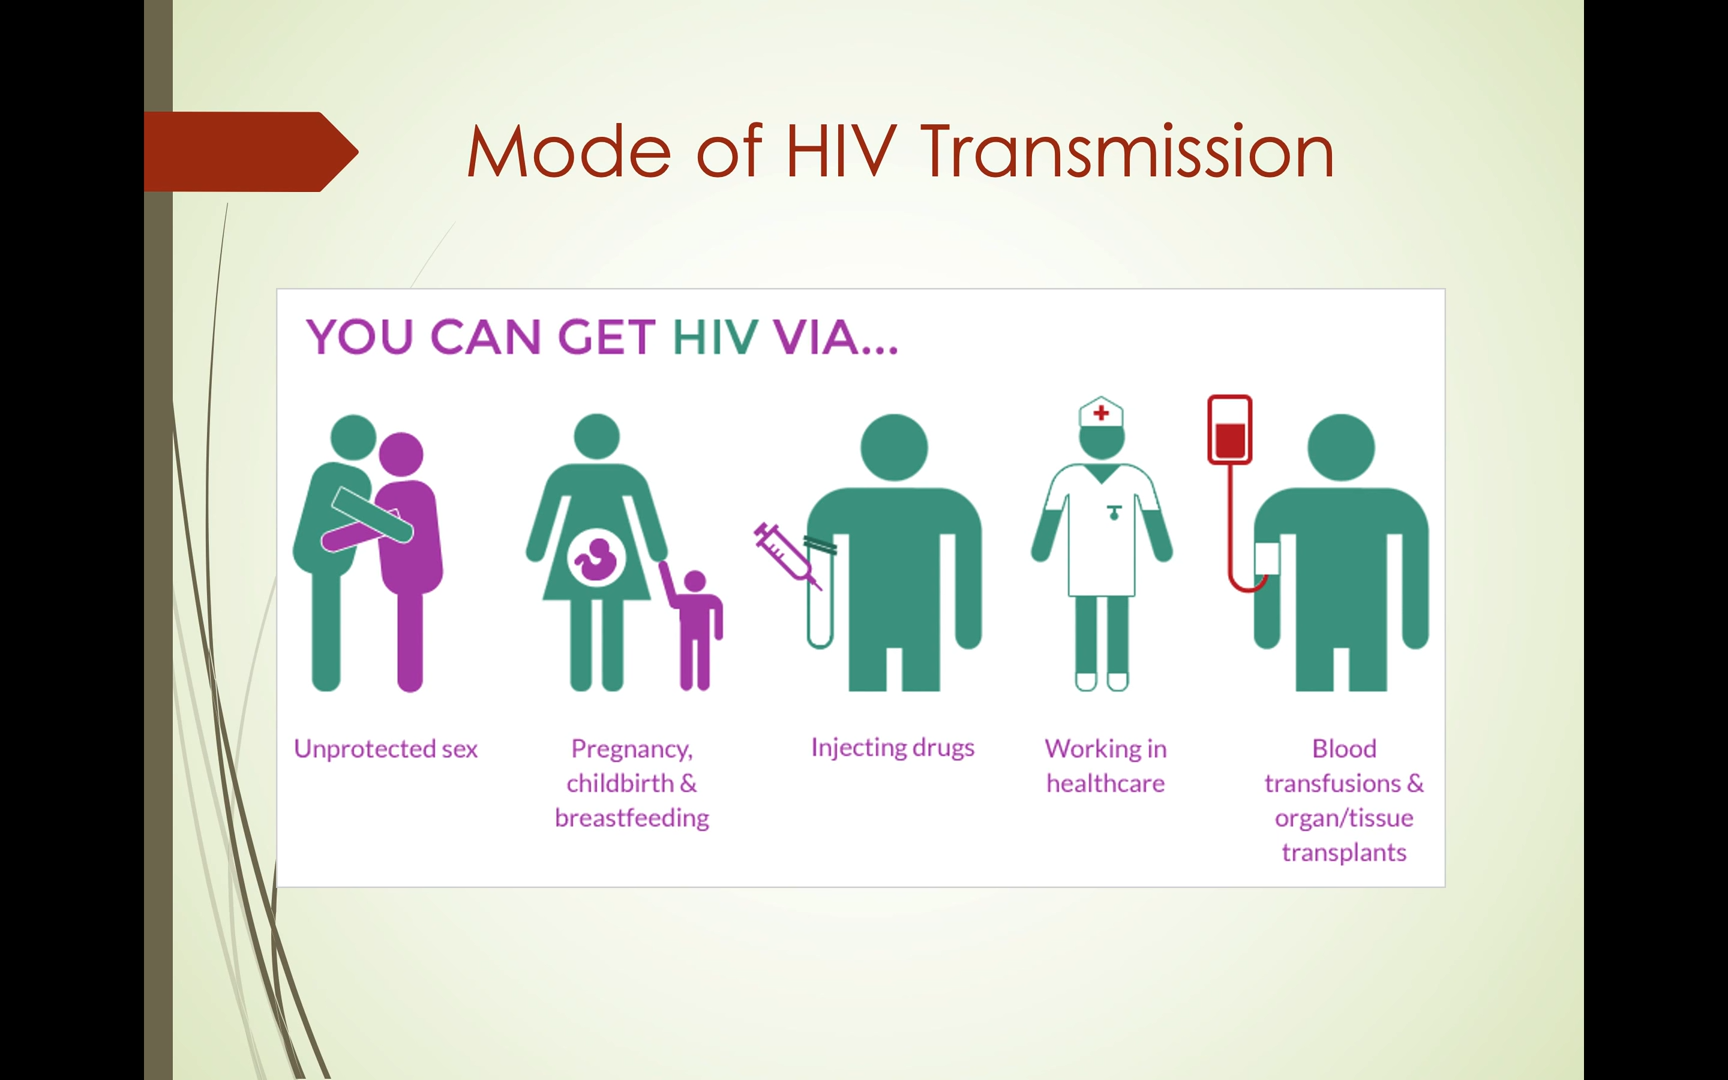 Mode of HIV Transmission
YOU CAN GET HIV VIA...
Unprotected sex
Pregnancy,
childbirth &
breastfeeding
Injecting drugs
Working in
healthcare
Blood
transfusions &
organ/tissue
transplants